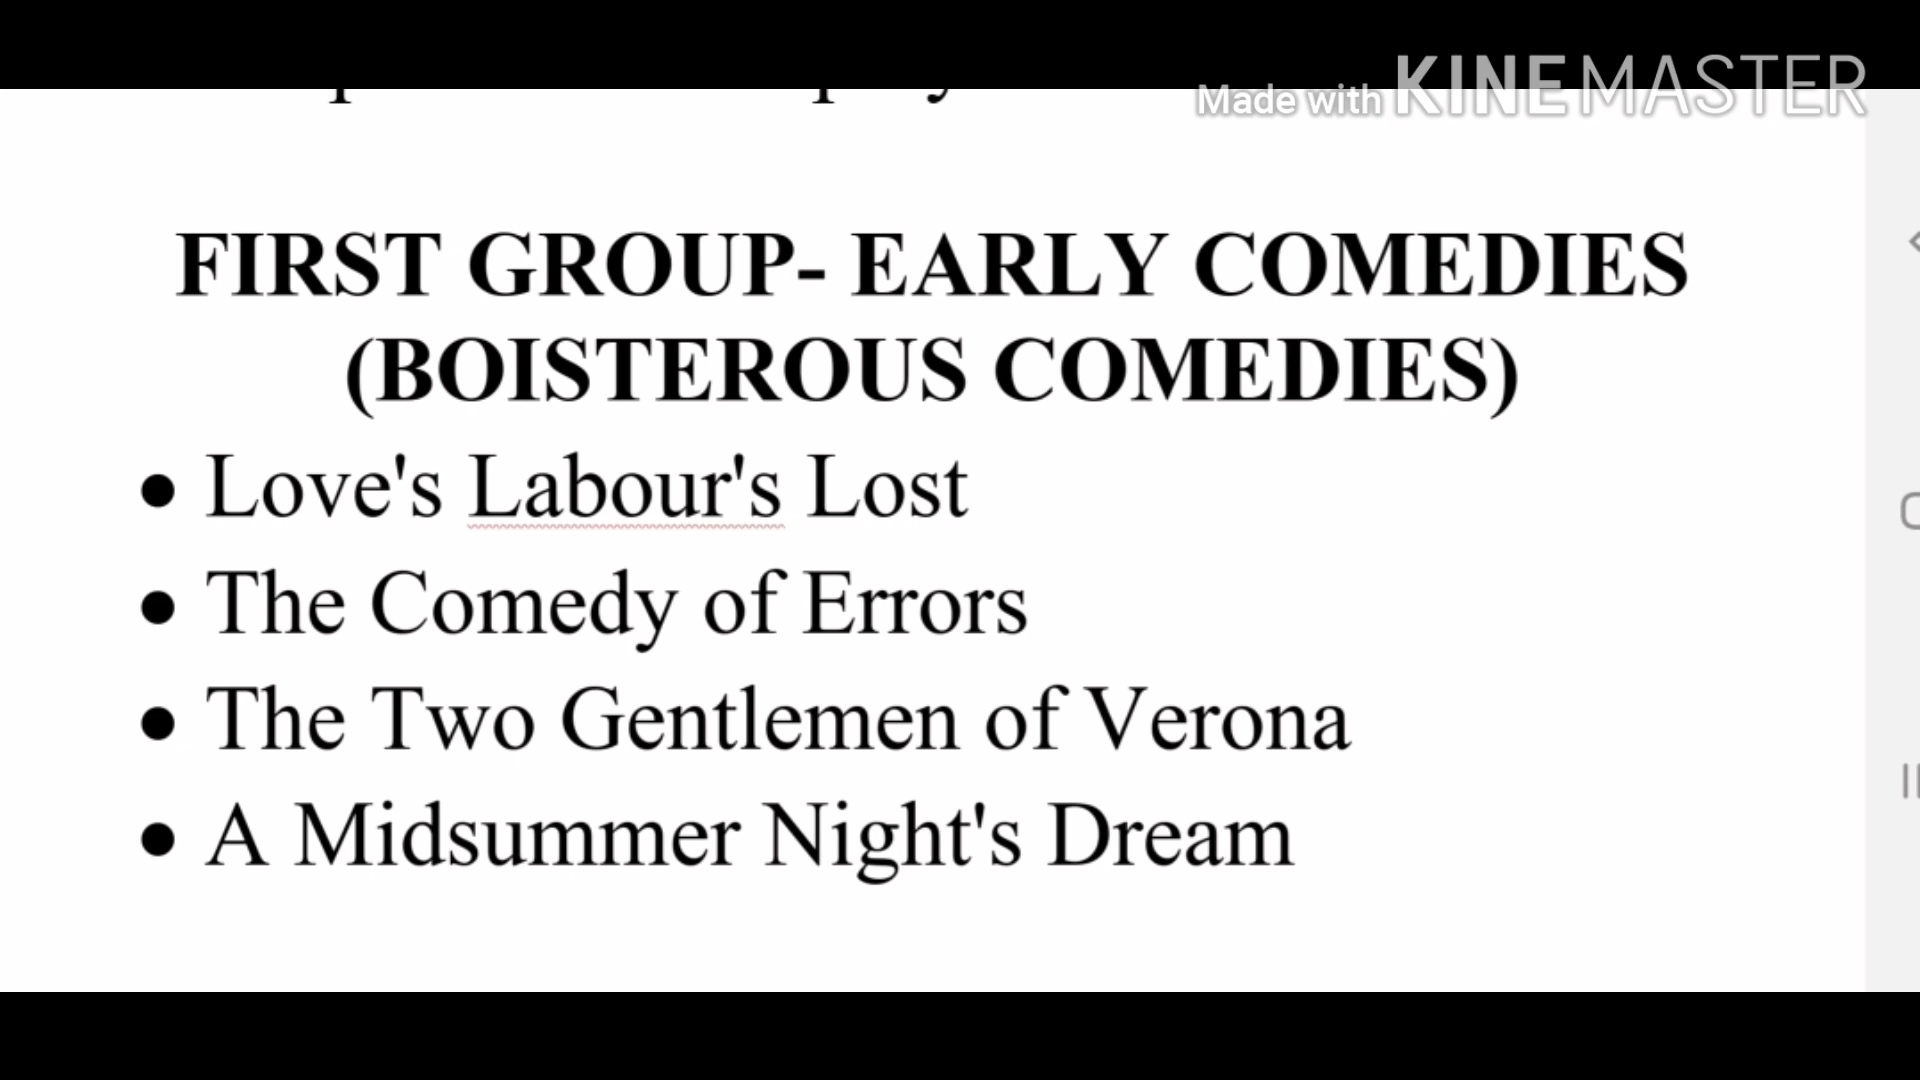 Made with KINEMASTER
FIRST GROUP- EARLY COMEDIES
(BOISTEROUS COMEDIES)
• Love's Labour's Lost
• The Comedy of Errors
• The Two Gentlemen of Verona
• A Midsummer Night's Dream